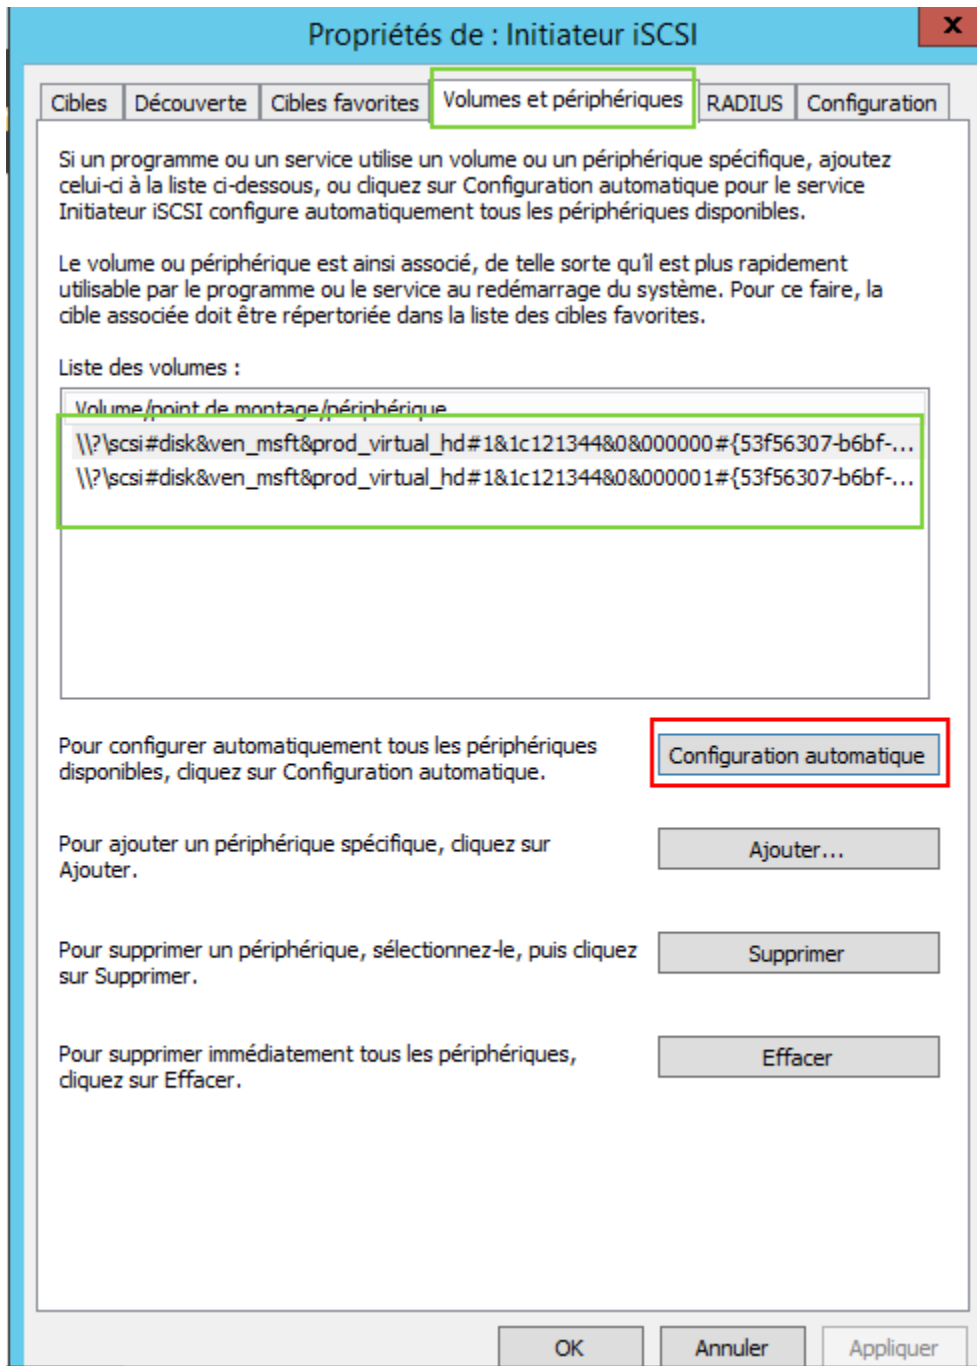 Propriétés de : Initiateur iSCSI
x
Cibles
Découverte
Cibles favorites
Volumes et périphériques
RADIUS
Configuration
Si un programme ou un service utilise un volume ou un périphérique spécifique, ajoutez
celui-ci à la liste ci-dessous, ou cliquez sur Configuration automatique pour le service
Initiateur iSCSI configure automatiquement tous les périphériques disponibles.
Le volume ou périphérique est ainsi associé, de telle sorte qu'il est plus rapidement
utilisable par le programme ou le service au redémarrage du système. Pour ce faire, la
cible associée doit être répertoriée dans la liste des cibles favorites.
Liste des volumes :
Volume/point de montage/périphérique
\\?\scsi#disk&ven_msft&prod_virtual_hd#1&1c121344&0&000000#{53f56307-b6bf-...
\\?\scsi#disk&ven_msft&prod_virtual_hd#1&1c121344&0&000001#{53f56307-b6bf-...
Pour configurer automatiquement tous les périphériques
disponibles, cliquez sur Configuration automatique.
Configuration automatique
Pour ajouter un périphérique spécifique, cliquez sur
Ajouter.
Ajouter...
Pour supprimer un périphérique, sélectionnez-le, puis cliquez
sur Supprimer.
Supprimer
Pour supprimer immédiatement tous les périphériques,
cliquez sur Effacer.
Effacer
OK
Annuler
Appliquer